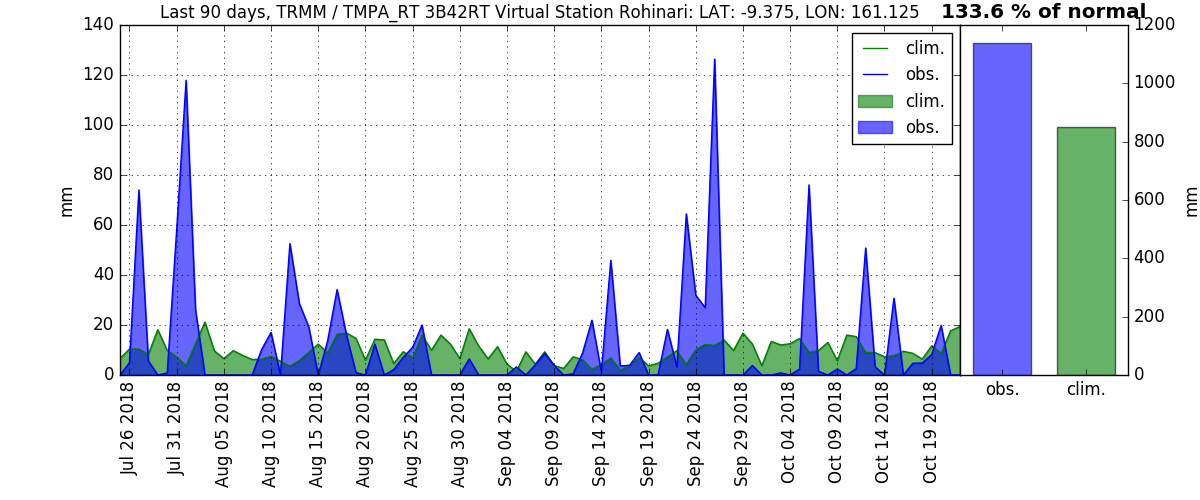 Last 90 days, TRMM / TMPA_RT 3B42RT Virtual Station Rohinari: LAT: -9.375, LON: 161.125
133.6 % of normal
140
120
100
80
60
40
20
0
mm
clim.
obs.
clim.
obs.
1200
1000
800
600
400
200
0
mm
obs.
clim.
Jul 26 2018
Jul 31 2018
Aug 05 2018
Aug 10 2018
Aug 15 2018
Aug 20 2018
Aug 25 2018
Aug 30 2018
Sep 04 2018
Sep 09 2018
Sep 14 2018
Sep 19 2018
Sep 24 2018
Sep 29 2018
Oct 04 2018
Oct 09 2018
Oct 14 2018
Oct 19 2018